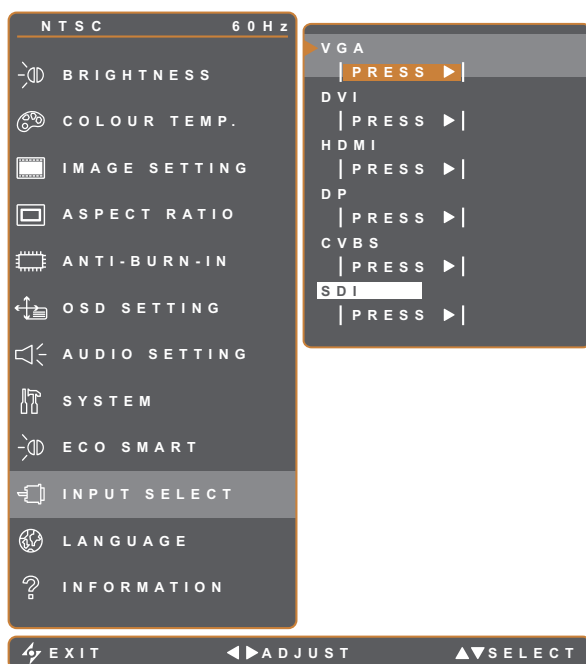 NTSC 60Hz
BRIGHTNESS
COLOUR TEMP.
IMAGE SETTING
ASPECT RATIO
ANTI-BURN-IN
OSD SETTING
AUDIO SETTING
SYSTEM
ECO SMART
INPUT SELECT
LANGUAGE
INFORMATION
VGA
PRESS
DVI
PRESS
HDMI
PRESS
DP
PRESS
CVBS
PRESS
SDI
PRESS
EXIT ADJUST SELECT